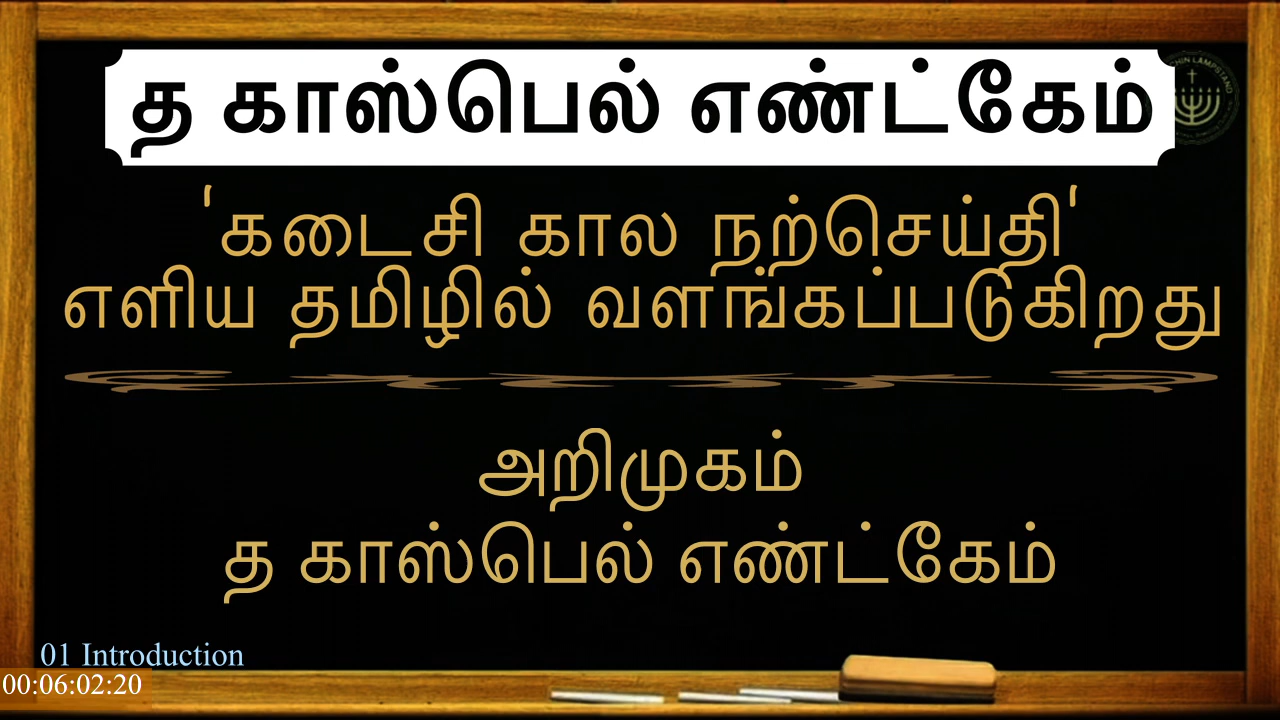 த காஸ்பெல் எண்ட்கேம்
'கடைசி கால நற்செய்தி'
எளிய தமிழில் வளங்கப்படுகிறது
அறிமுகம்
த காஸ்பெல் எண்ட்கேம்
01 Introduction
00:06:02:20